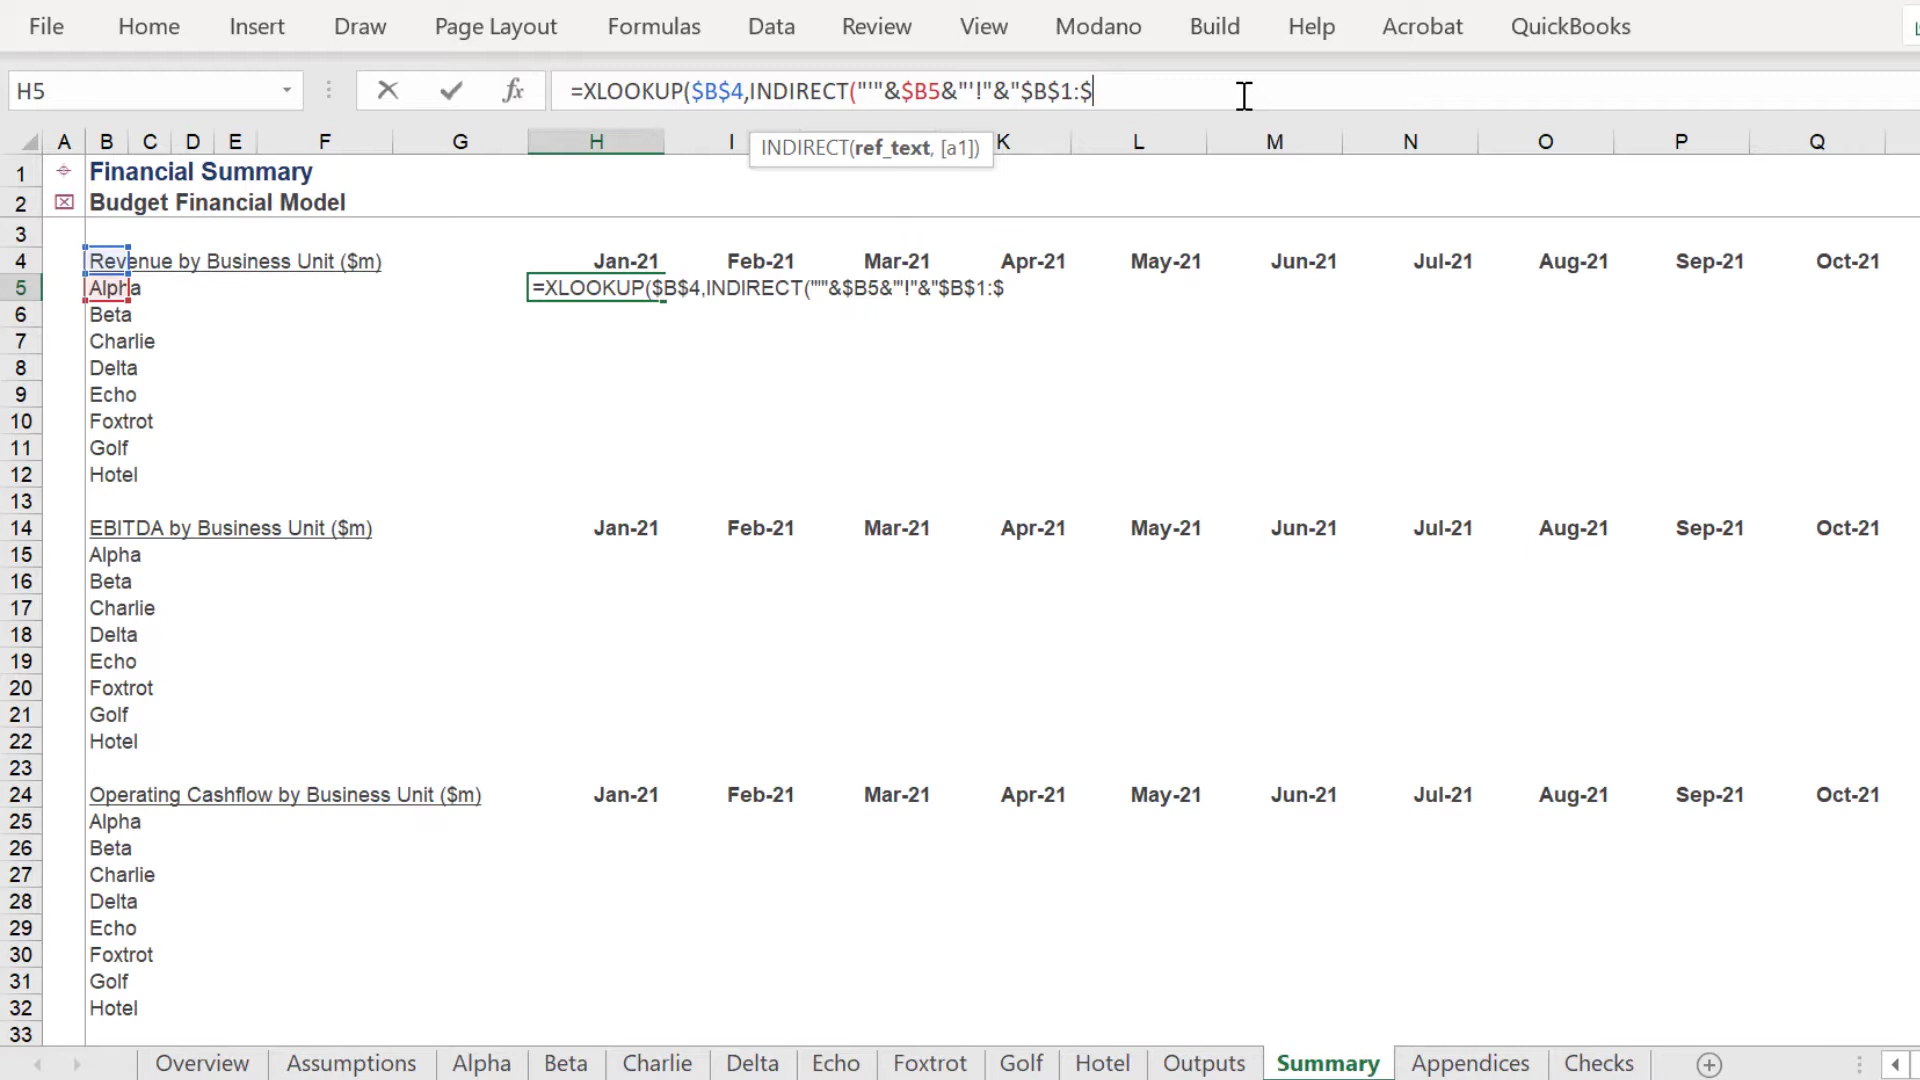 File Home Insert Draw Page Layout Formulas Data Review View Modano Build Help Acrobat QuickBooks
H5 fx =XLOOKUP($B$4,INDIRECT("'"&$B5&"'!"&"$B$1:$
A B C D E F G H I K L M N O P Q
INDIRECT(ref_text, [a1])
1 Financial Summary
2 Budget Financial Model
3
4 Revenue by Business Unit ($m) Jan-21 Feb-21 Mar-21 Apr-21 May-21 Jun-21 Jul-21 Aug-21 Sep-21 Oct-21
5 Alpha =XLOOKUP($B$4,INDIRECT("'"&$B5&"'!"&"$B$1:$
6 Beta
7 Charlie
8 Delta
9 Echo
10 Foxtrot
11 Golf
12 Hotel
13
14 EBITDA by Business Unit ($m) Jan-21 Feb-21 Mar-21 Apr-21 May-21 Jun-21 Jul-21 Aug-21 Sep-21 Oct-21
15 Alpha
16 Beta
17 Charlie
18 Delta
19 Echo
20 Foxtrot
21 Golf
22 Hotel
23
24 Operating Cashflow by Business Unit ($m) Jan-21 Feb-21 Mar-21 Apr-21 May-21 Jun-21 Jul-21 Aug-21 Sep-21 Oct-21
25 Alpha
26 Beta
27 Charlie
28 Delta
29 Echo
30 Foxtrot
31 Golf
32 Hotel
33
Overview Assumptions Alpha Beta Charlie Delta Echo Foxtrot Golf Hotel Outputs Summary Appendices Checks